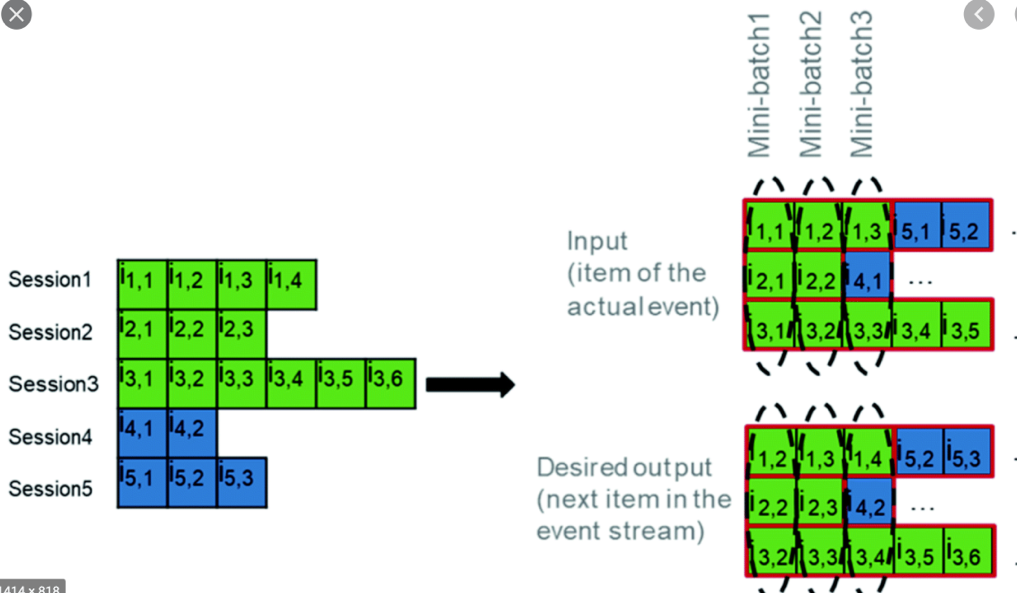 Mini-batch1
Mini-batch2
Mini-batch3
Session1 i1,1 i1,2 i1,3 i1,4
Session2 i2,1 i2,2 i2,3
Session3 i3,1 i3,2 i3,3 i3,4 i3,5 i3,6
Session4 i4,1 i4,2
Session5 i5,1 i5,2 i5,3
Input
(item of the
actual event)
i1,1 i1,2 i1,3 i5,1 i5,2
i2,1 i2,2 i4,1 ...
i3,1 i3,2 i3,3 i3,4 i3,5
Desired output
(next item in the
event stream)
i1,2 i1,3 i1,4 i5,2 i5,3
i2,2 i2,3 i4,2 ...
i3,2 i3,3 i3,4 i3,5 i3,6
1414 x 818